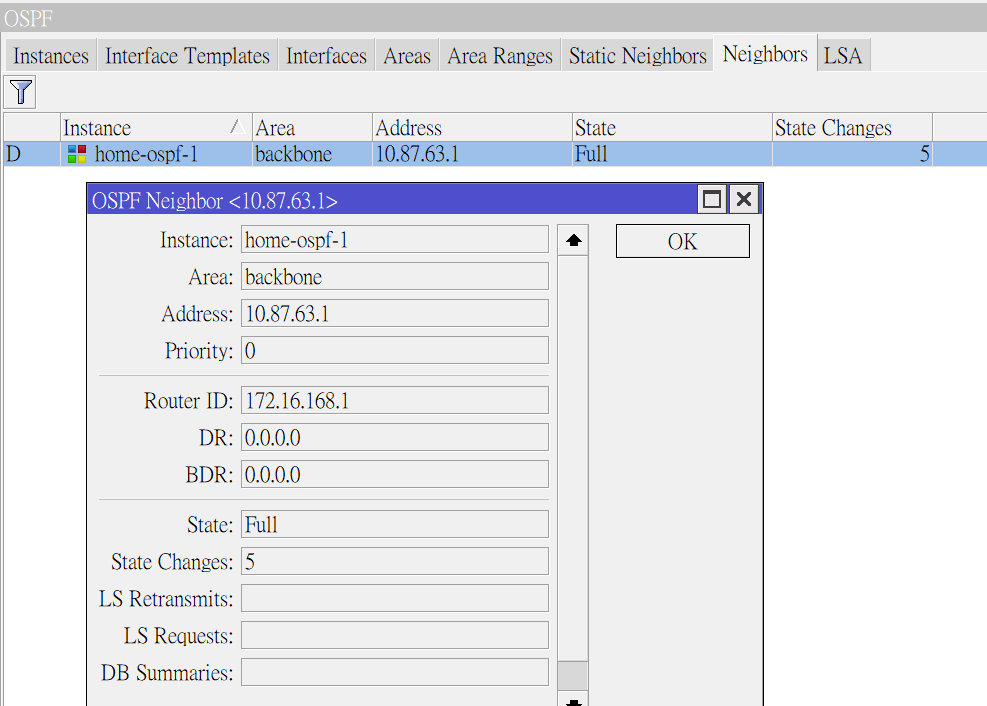 OSPF
Instances Interface Templates Interfaces Areas Area Ranges Static Neighbors Neighbors LSA
Instance Area Address State State Changes
D home-ospf-1 backbone 10.87.63.1 Full 5
OSPF Neighbor <10.87.63.1>
Instance: home-ospf-1 OK
Area: backbone
Address: 10.87.63.1
Priority: 0
Router ID: 172.16.168.1
DR: 0.0.0.0
BDR: 0.0.0.0
State: Full
State Changes: 5
LS Retransmits:
LS Requests:
DB Summaries: